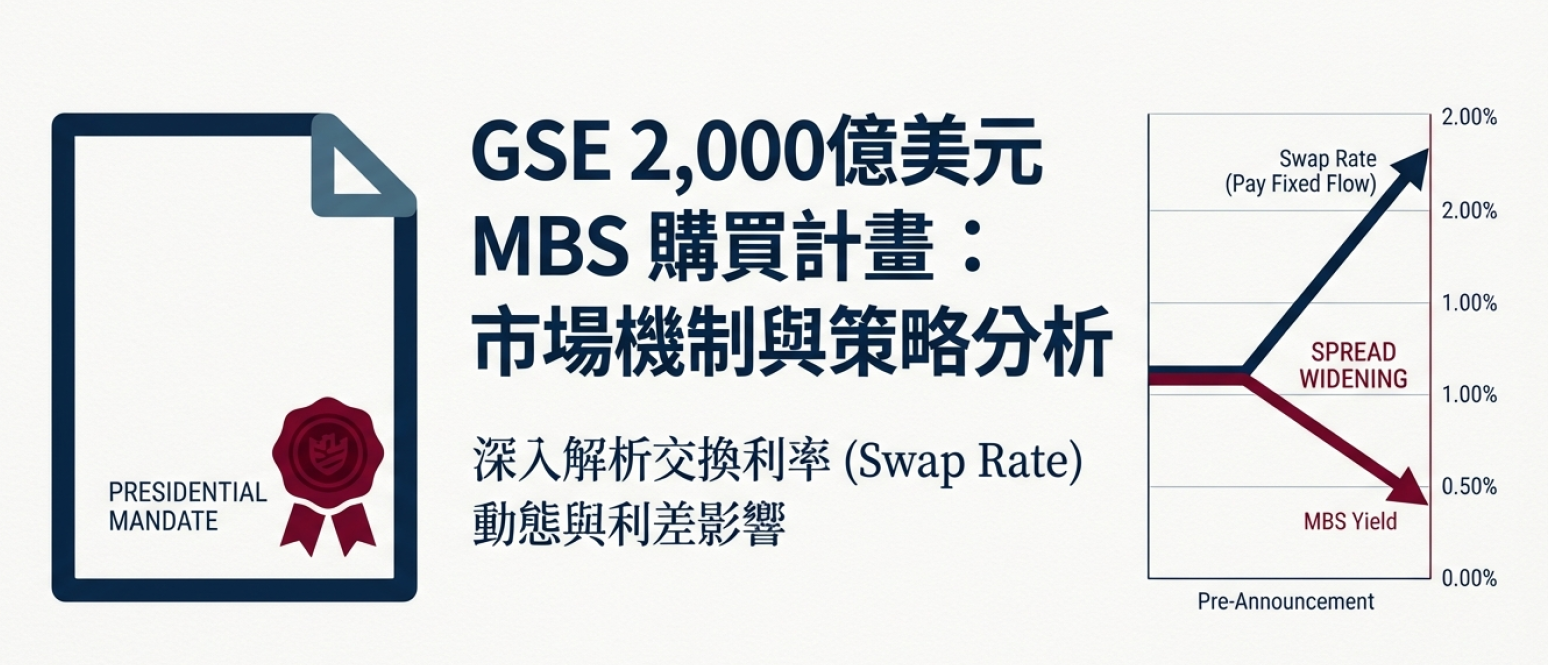 PRESIDENTIAL
MANDATE
GSE 2,000億美元
MBS 購買計畫：
市場機制與策略分析
深入解析交換利率 (Swap Rate)
動態與利差影響
Swap Rate
(Pay Fixed Flow)
SPREAD
WIDENING
MBS Yield
2.00%
2.00%
1.00%
1.00%
0.50%
0.00%
Pre-Announcement